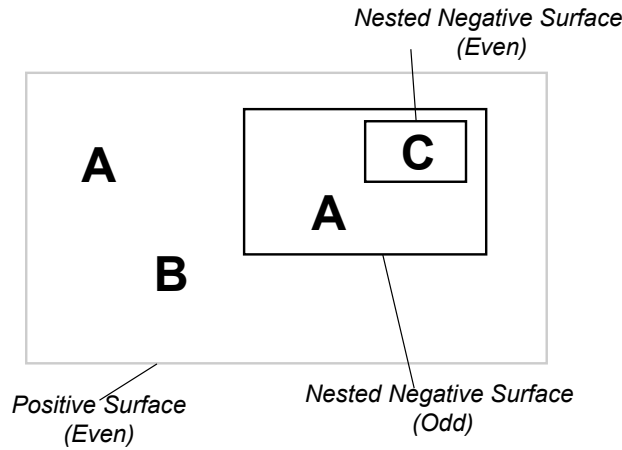 Nested Negative Surface
(Even)
A
C
A
B
Positive Surface
(Even)
Nested Negative Surface
(Odd)